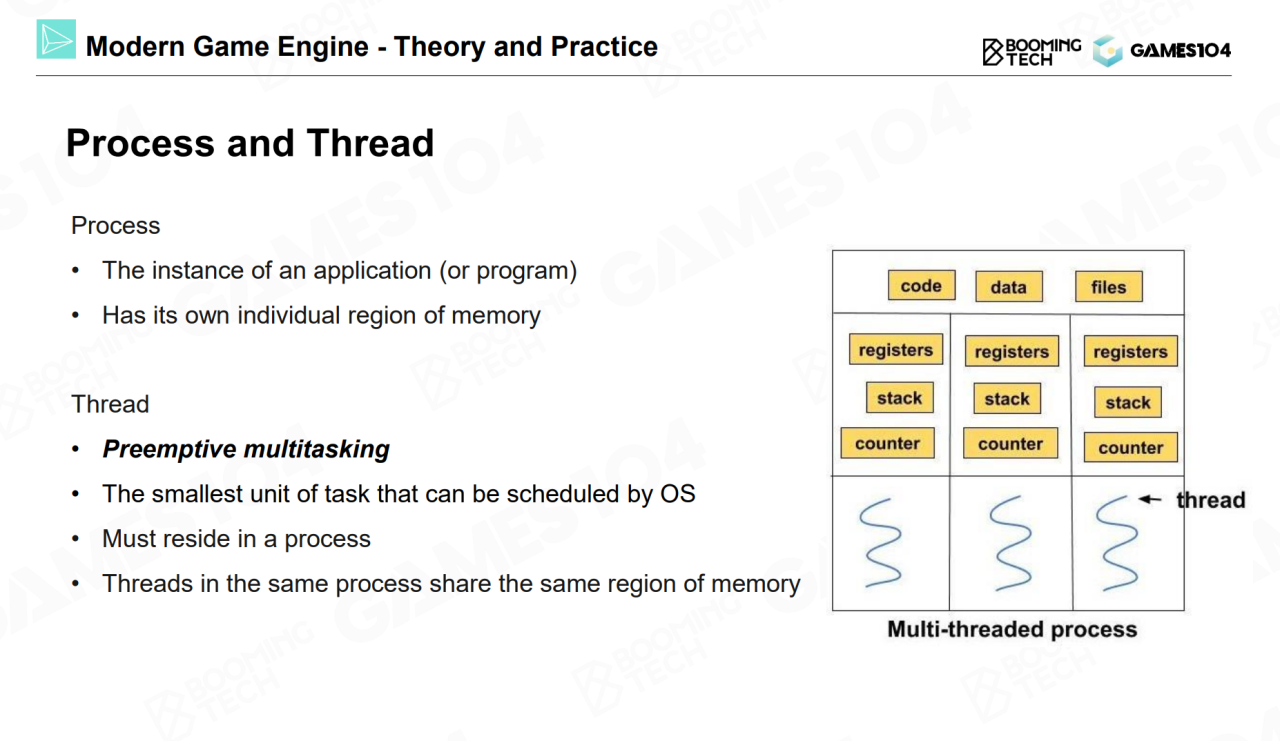 Modern Game Engine - Theory and Practice
BOOMING
TECH
GAMES104
Process and Thread
Process
• The instance of an application (or program)
• Has its own individual region of memory
Thread
• Preemptive multitasking
• The smallest unit of task that can be scheduled by OS
• Must reside in a process
• Threads in the same process share the same region of memory
code data files
registers registers registers
stack stack stack
counter counter counter
thread
Multi-threaded process